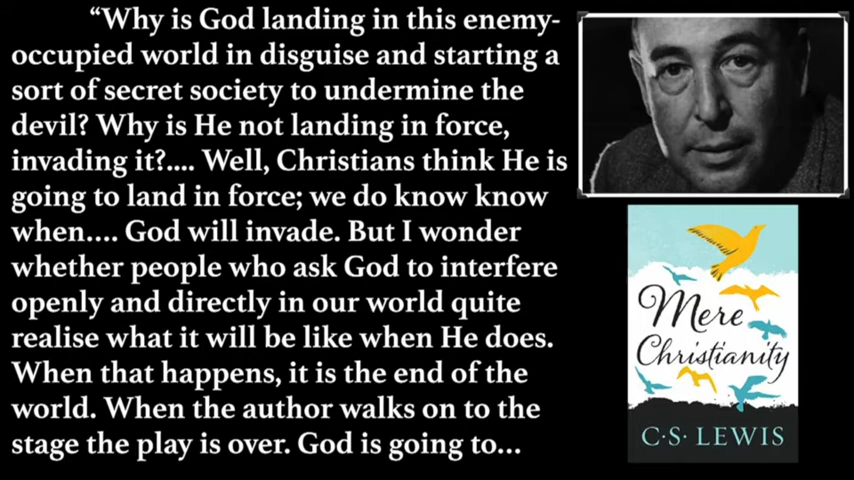 “Why is God landing in this enemy-
occupied world in disguise and starting a
sort of secret society to undermine the
devil? Why is He not landing in force,
invading it?.... Well, Christians think He is
going to land in force; we do know know
when.... God will invade. But I wonder
whether people who ask God to interfere
openly and directly in our world quite
realise what it will be like when He does.
When that happens, it is the end of the
world. When the author walks on to the
stage the play is over. God is going to...
Mere
Christianity
C·S· LEWIS